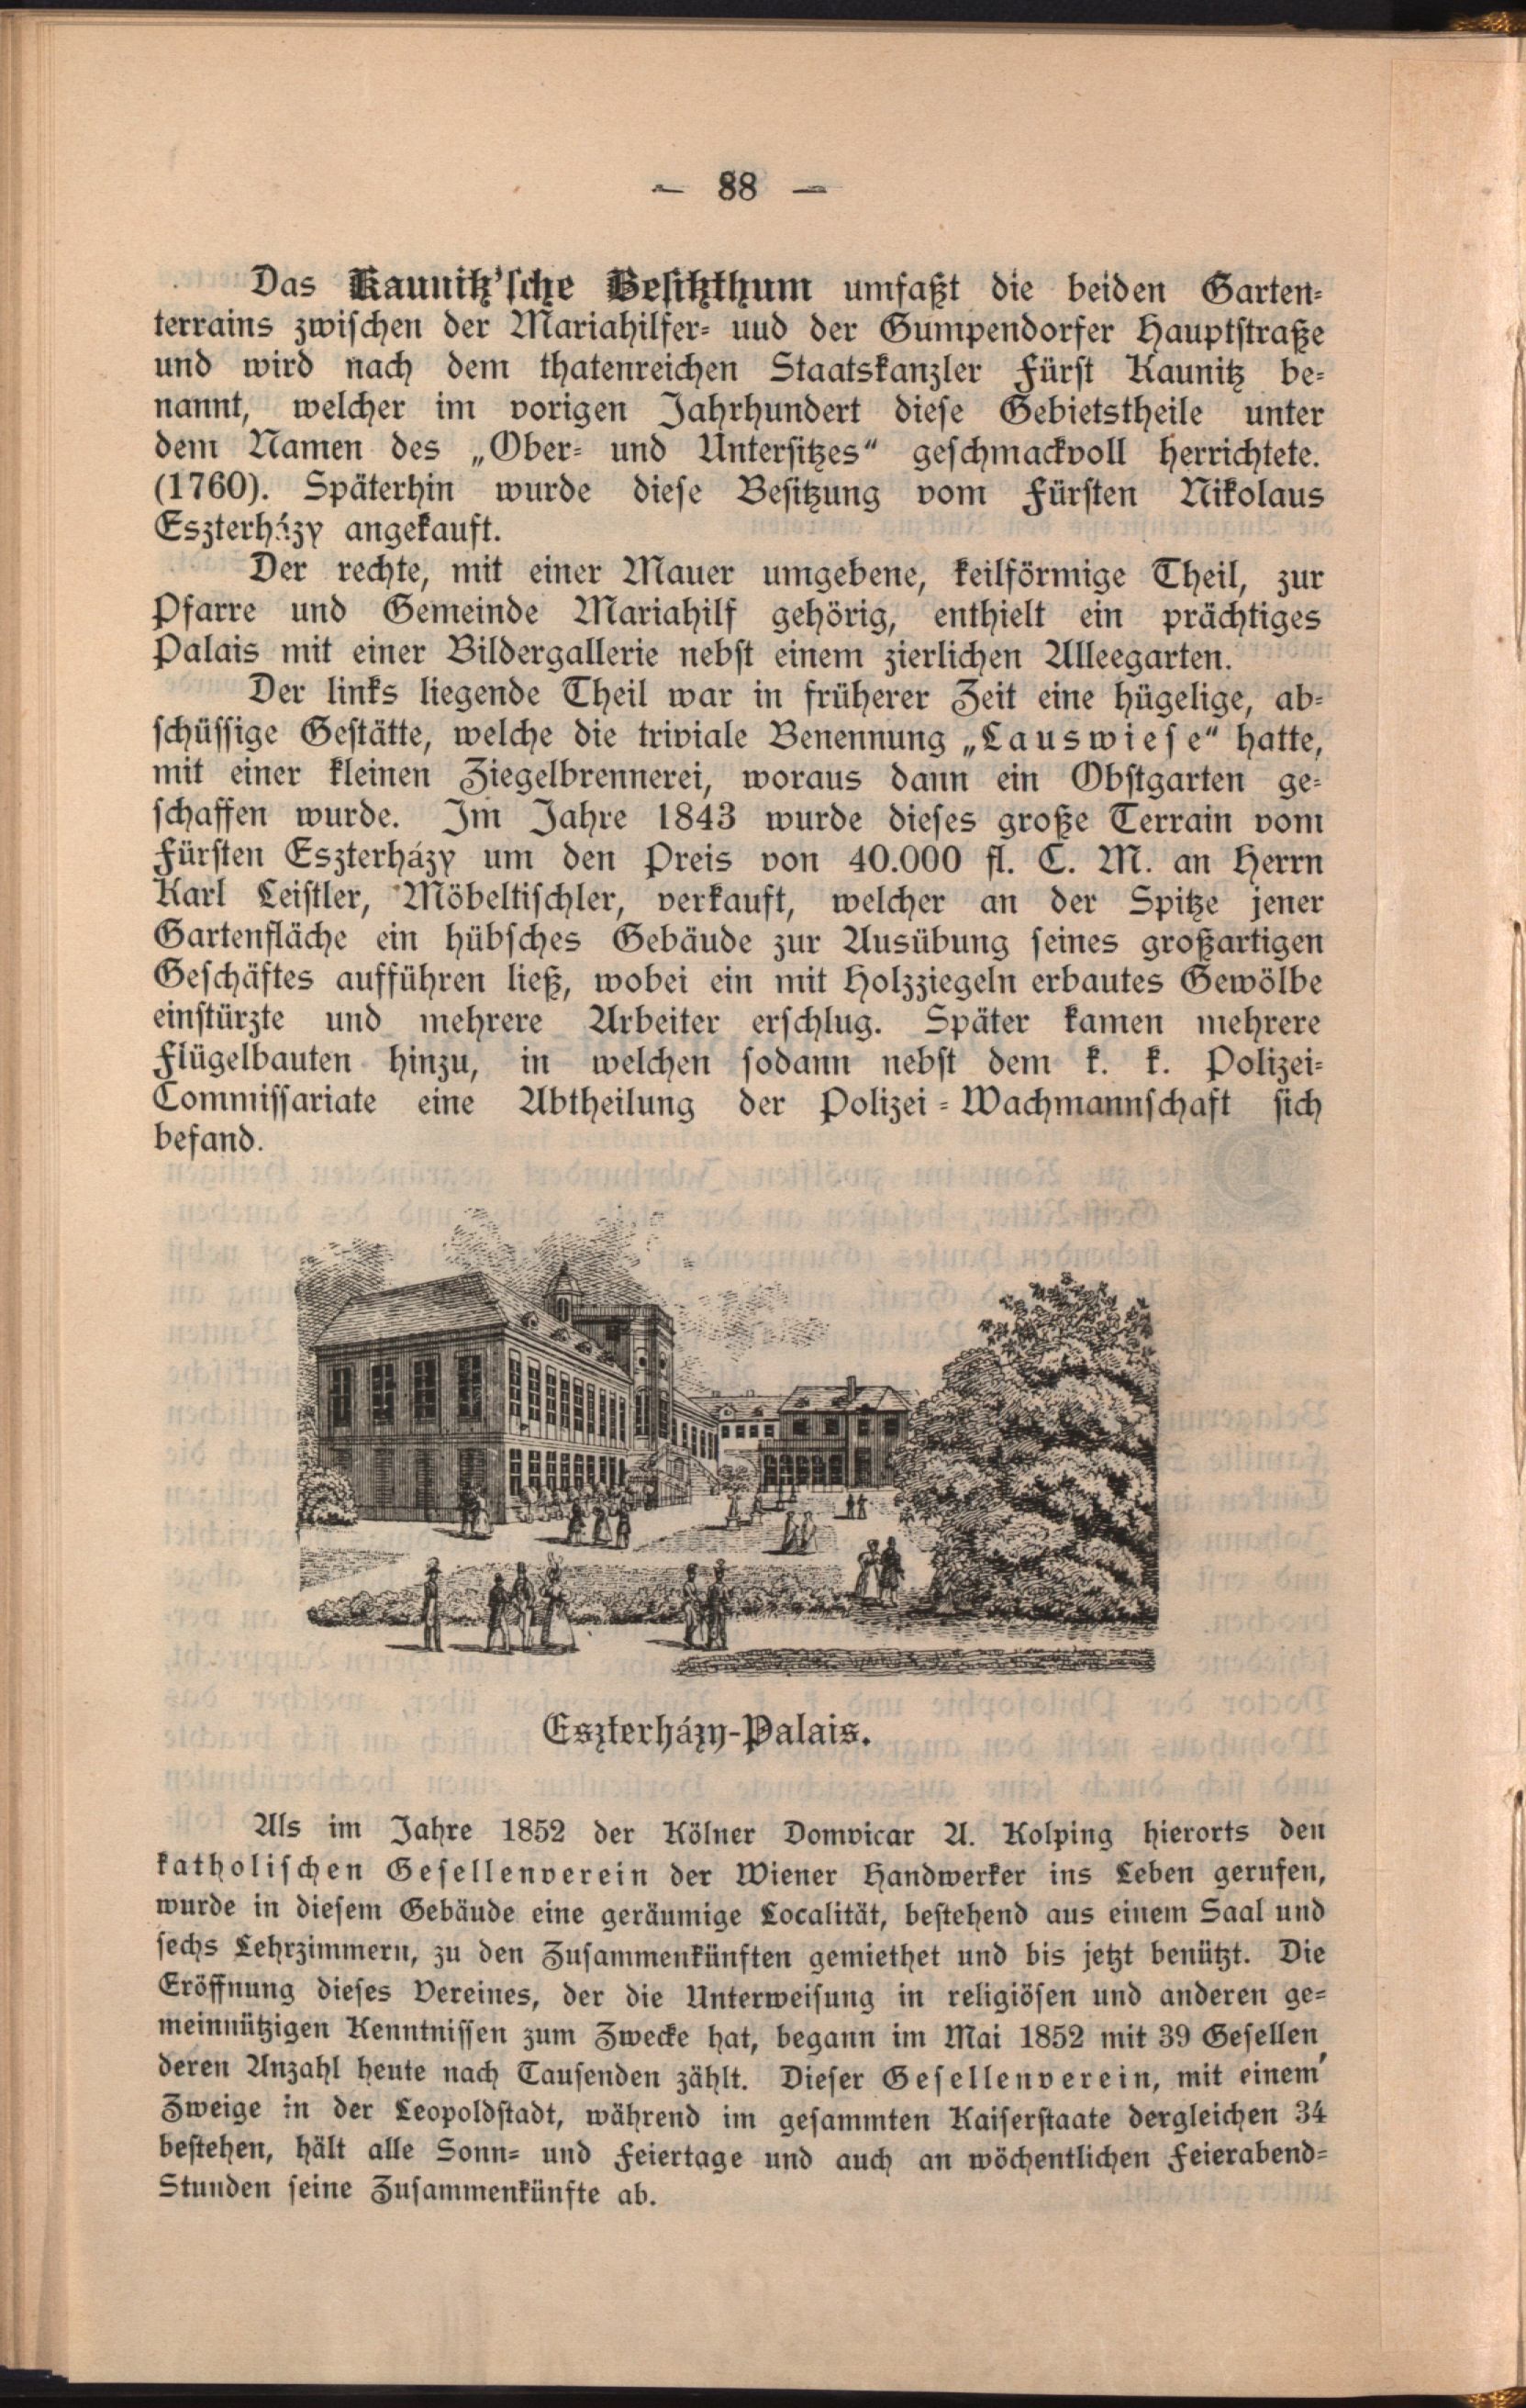 — 88 —
Das Kaunitz'sche Besitzthum umfaßt die beiden Garten-
terrains zwischen der Mariahilfer- uud der Gumpendorfer Hauptstraße
und wird nach dem thatenreichen Staatskanzler Fürst Kaunitz be-
nannt, welcher im vorigen Jahrhundert diese Gebietstheile unter
dem Namen des „Ober- und Untersitzes“ geschmackvoll herrichtete.
(1760). Späterhin wurde diese Besitzung vom Fürsten Nikolaus
Eszterházy angekauft.
Der rechte, mit einer Mauer umgebene, keilförmige Theil, zur
Pfarre und Gemeinde Mariahilf gehörig, enthielt ein prächtiges
Palais mit einer Bildergallerie nebst einem zierlichen Alleegarten.
Der links liegende Theil war in früherer Zeit eine hügelige, ab-
schüssige Gestätte, welche die triviale Benennung „Lauswiese“ hatte,
mit einer kleinen Ziegelbrennerei, woraus dann ein Obstgarten ge-
schaffen wurde. Im Jahre 1843 wurde dieses große Terrain vom
Fürsten Eszterházy um den Preis von 40.000 fl. C. M. an Herrn
Karl Leistler, Möbeltischler, verkauft, welcher an der Spitze jener
Gartenfläche ein hübsches Gebäude zur Ausübung seines großartigen
Geschäftes aufführen ließ, wobei ein mit Holzziegeln erbautes Gewölbe
einstürzte und mehrere Arbeiter erschlug. Später kamen mehrere
Flügelbauten hinzu, in welchen sodann nebst dem k. k. Polizei-
Commissariate eine Abtheilung der Polizei-Wachmannschaft sich
befand.
Eszterházy-Palais.
Als im Jahre 1852 der Kölner Domvicar A. Kolping hierorts den
katholischen Gesellenverein der Wiener Handwerker ins Leben gerufen,
wurde in diesem Gebäude eine geräumige Localität, bestehend aus einem Saal und
sechs Lehrzimmern, zu den Zusammenkünften gemiethet und bis jetzt benützt. Die
Eröffnung dieses Vereines, der die Unterweisung in religiösen und anderen ge-
meinnützigen Kenntnissen zum Zwecke hat, begann im Mai 1852 mit 39 Gesellen,
deren Anzahl heute nach Tausenden zählt. Dieser Gesellenverein, mit einem
Zweige in der Leopoldstadt, während im gesammten Kaiserstaate dergleichen 34
bestehen, hält alle Sonn- und Feiertage und auch an wöchentlichen Feierabend-
Stunden seine Zusammenkünfte ab.